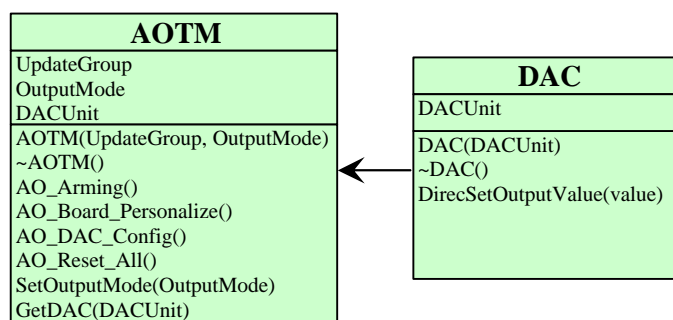 AOTM
UpdateGroup
OutputMode
DACUnit
AOTM(UpdateGroup, OutputMode)
~AOTM()
AO_Arming()
AO_Board_Personalize()
AO_DAC_Config()
AO_Reset_All()
SetOutputMode(OutputMode)
GetDAC(DACUnit)
DAC
DACUnit
DAC(DACUnit)
~DAC()
DirecSetOutputValue(value)